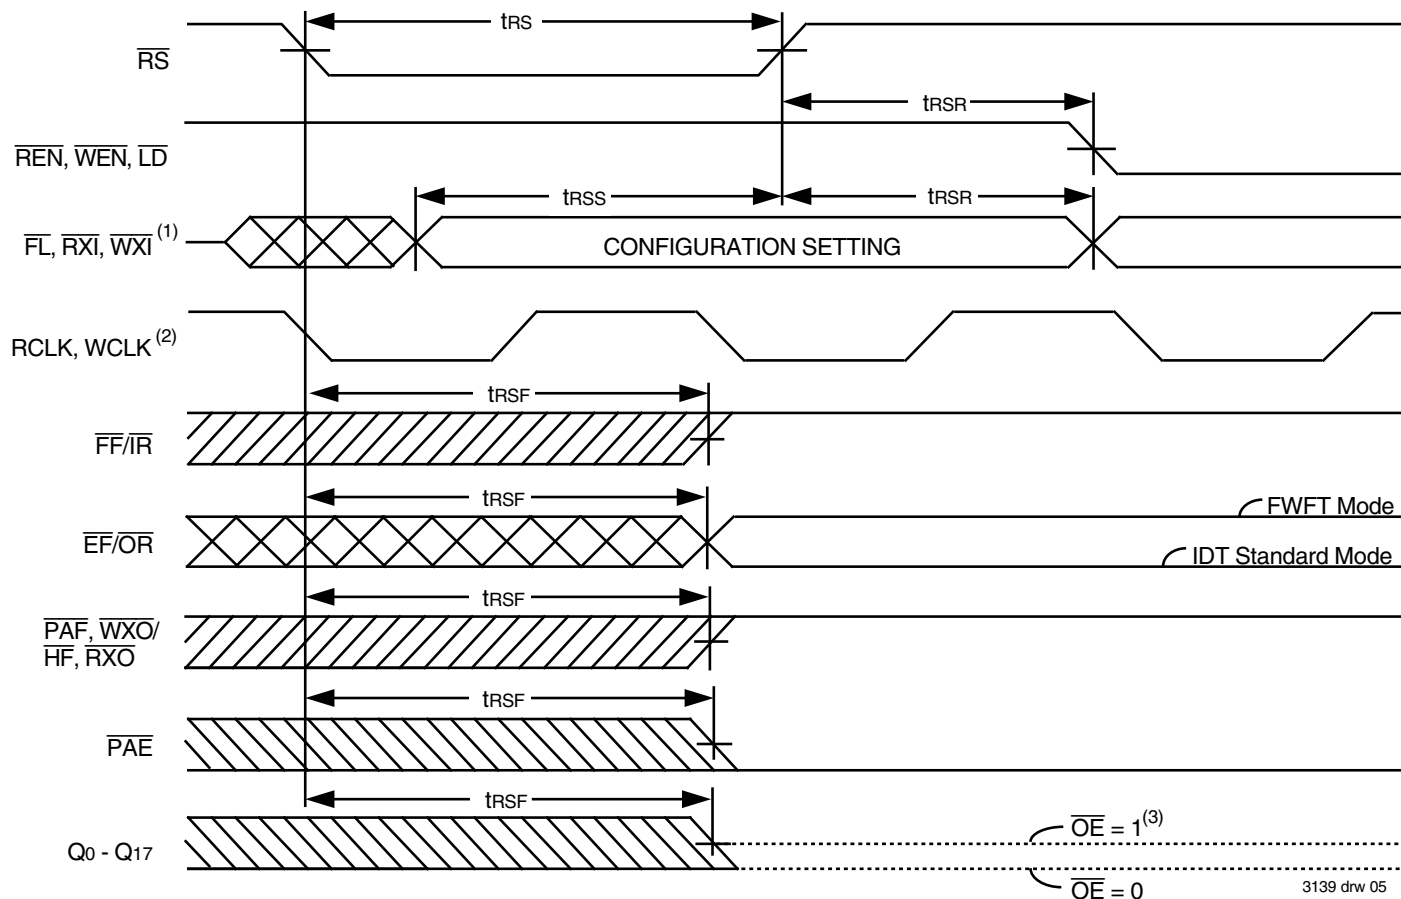 tRS
RS
tRSR
REN, WEN, LD
tRSS
tRSR
FL, RXI, WXI (1)
CONFIGURATION SETTING
RCLK, WCLK (2)
tRSF
FF/IR
tRSF
FWFT Mode
EF/OR
IDT Standard Mode
tRSF
PAF, WXO/
HF, RXO
tRSF
PAE
tRSF
OE = 1(3)
Q0 - Q17
OE = 0
3139 drw 05